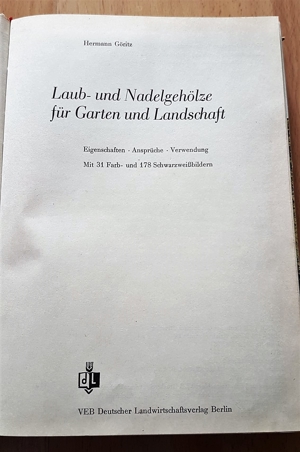 Hermann Göritz
Laub- und Nadelgehölze
für Garten und Landschaft
Eigenschaften · Ansprüche · Verwendung
Mit 31 Farb- und 178 Schwarzweißbildern
dL
VEB Deutscher Landwirtschaftsverlag Berlin